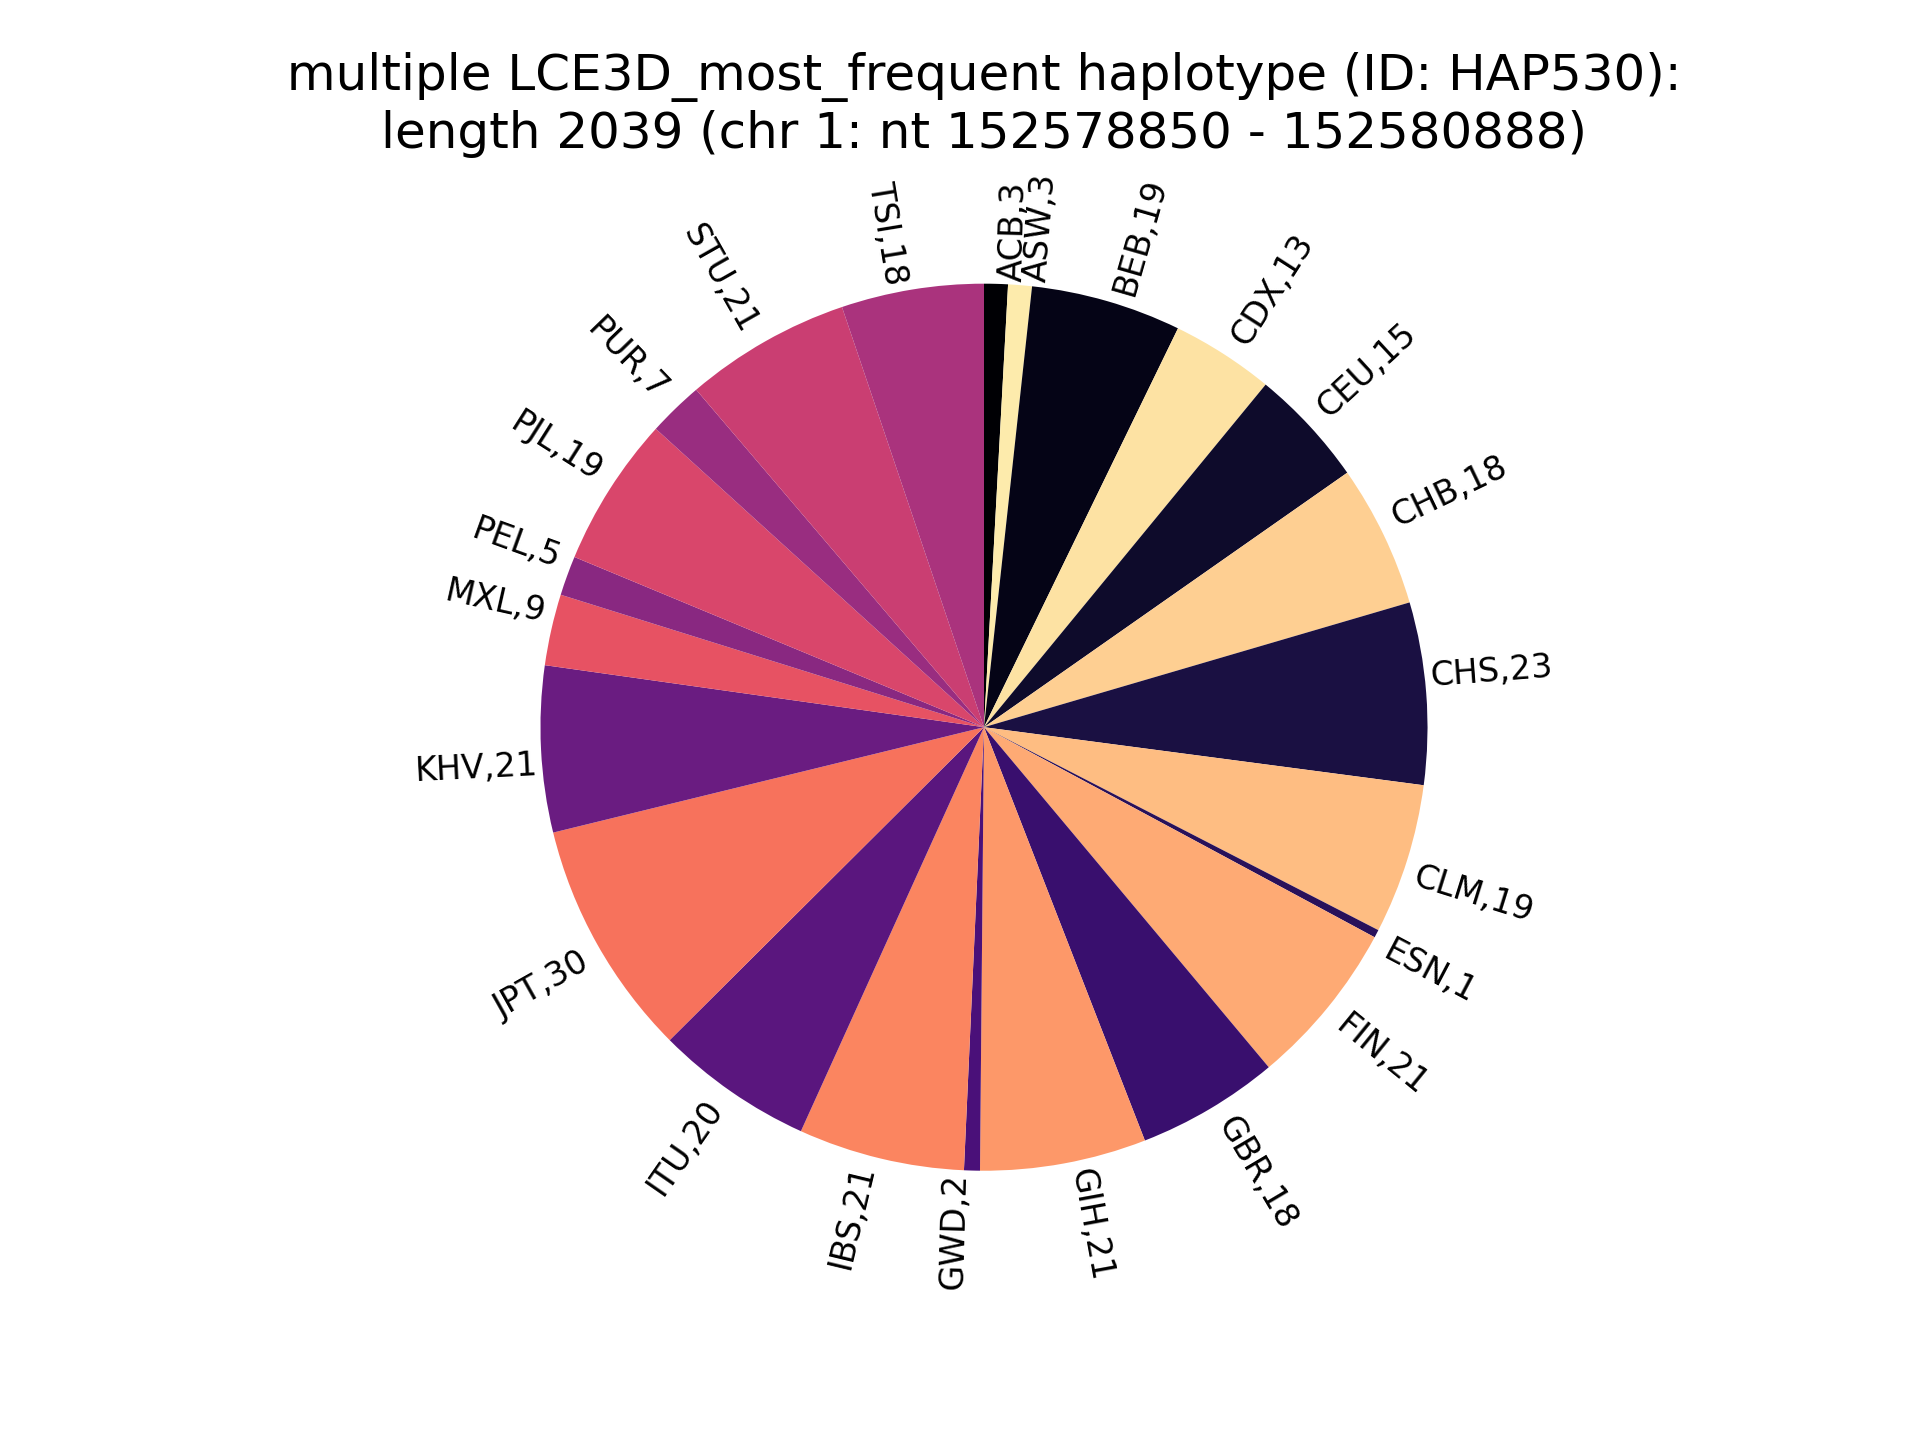 multiple LCE3D_most_frequent haplotype (ID: HAP530):
length 2039 (chr 1: nt 152578850 - 152580888)
ACB,3
ASW,3
BEB,19
CDX,13
CEU,15
CHB,18
CHS,23
CLM,19
ESN,1
FIN,21
GBR,18
GIH,21
GWD,2
IBS,21
ITU,20
JPT,30
KHV,21
MXL,9
PEL,5
PJL,19
PUR,7
STU,21
TSI,18